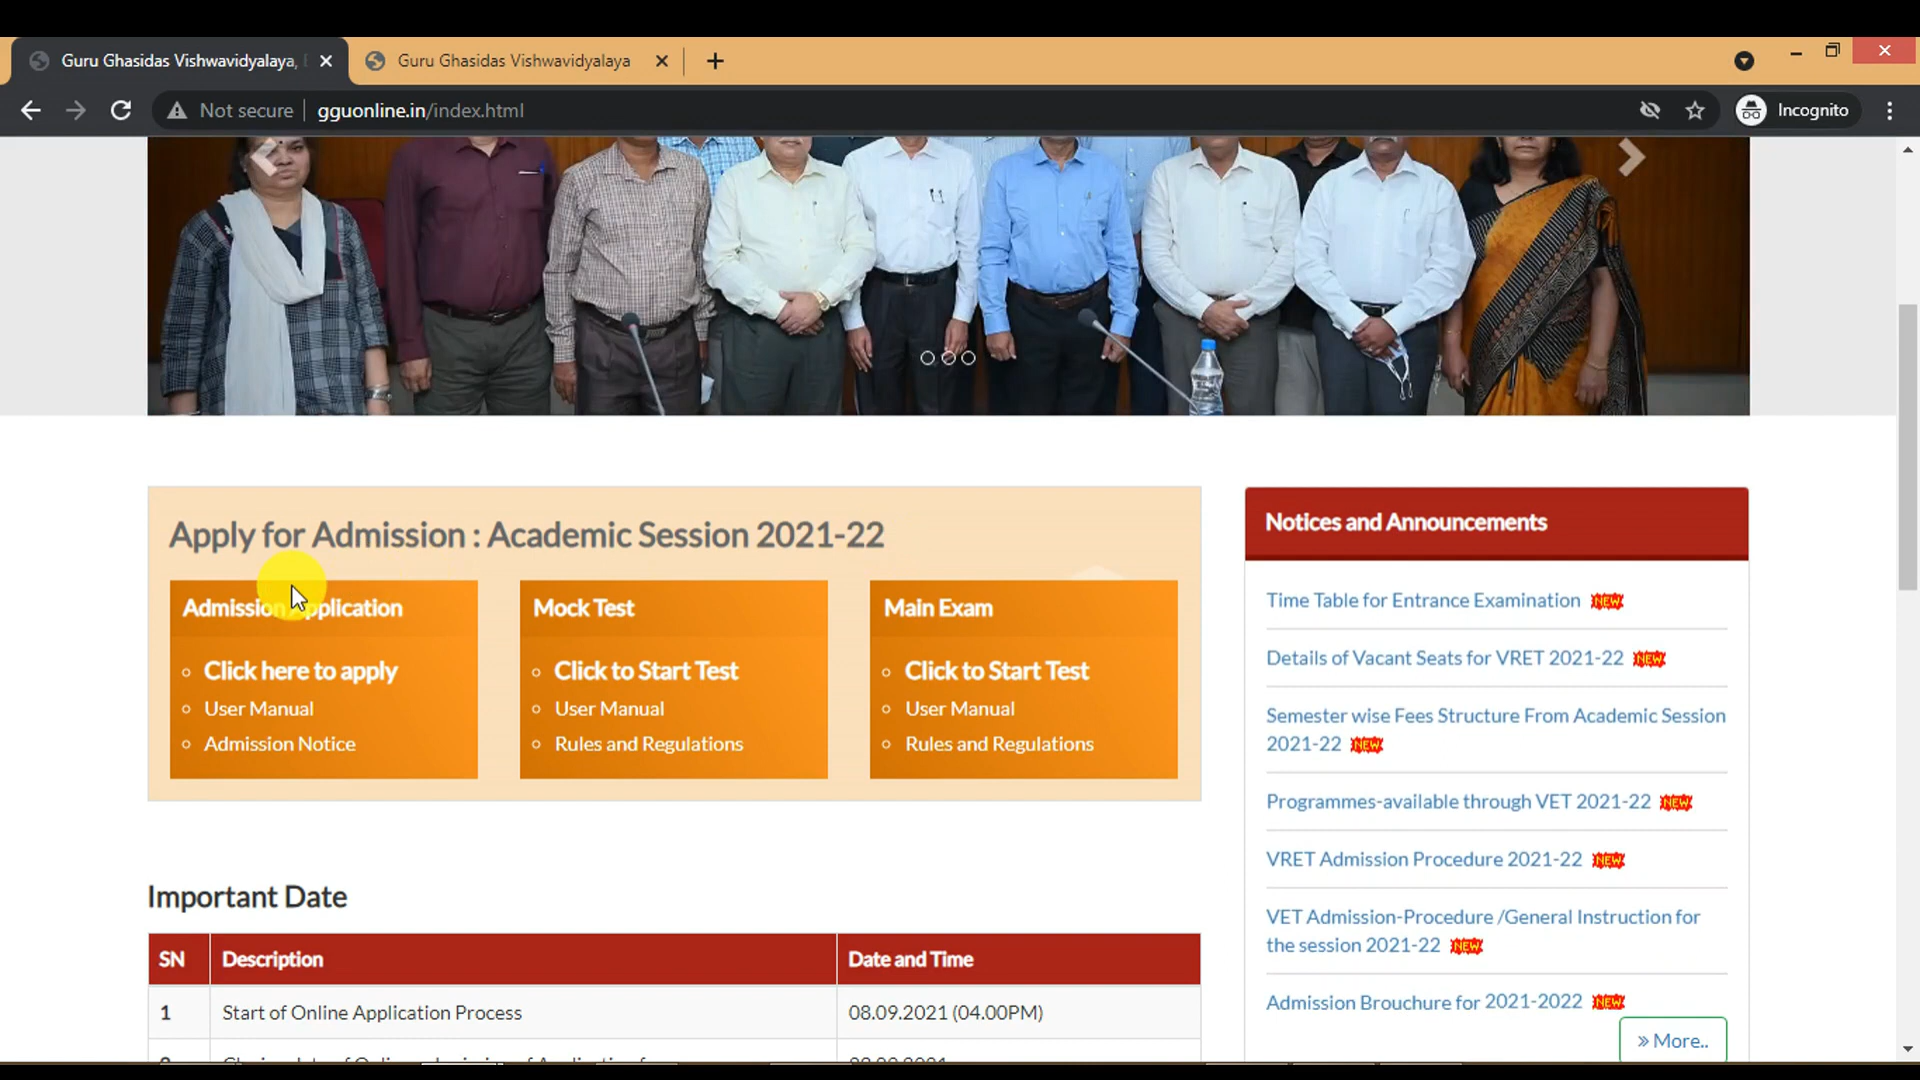 Guru Ghasidas Vishwavidyalaya,
Guru Ghasidas Vishwavidyalaya
Not secure
gguonline.in/index.html
Incognito
Apply for Admission : Academic Session 2021-22
Admission Application
Click here to apply
User Manual
Admission Notice
Mock Test
Click to Start Test
User Manual
Rules and Regulations
Main Exam
Click to Start Test
User Manual
Rules and Regulations
Notices and Announcements
Time Table for Entrance Examination NEW
Details of Vacant Seats for VRET 2021-22 NEW
Semester wise Fees Structure From Academic Session
2021-22 NEW
Programmes-available through VET 2021-22 NEW
VRET Admission Procedure 2021-22 NEW
VET Admission-Procedure /General Instruction for
the session 2021-22 NEW
Admission Brouchure for 2021-2022 NEW
» More..
Important Date
SN Description Date and Time
1 Start of Online Application Process 08.09.2021 (04.00PM)